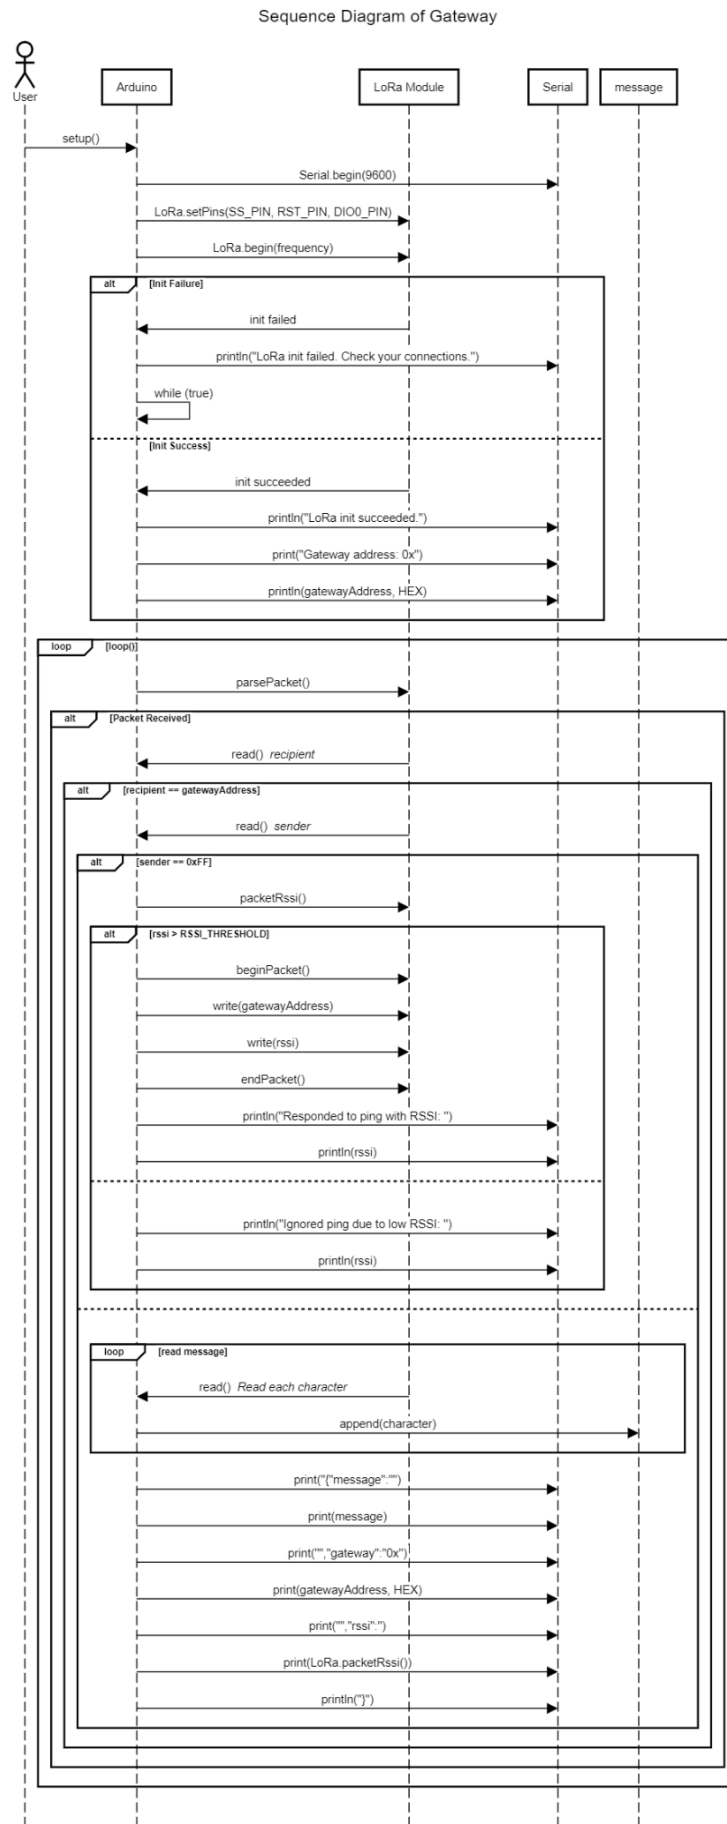 Sequence Diagram of Gateway
User
Arduino
LoRa Module
Serial
message
setup()
Serial.begin(9600)
LoRa.setPins(SS_PIN, RST_PIN, DIO0_PIN)
LoRa.begin(frequency)
alt [Init Failure]
init failed
println("LoRa init failed. Check your connections.")
while (true)
[Init Success]
init succeeded
println("LoRa init succeeded.")
print("Gateway address: 0x")
println(gatewayAddress, HEX)
loop [loop()]
parsePacket()
alt [Packet Received]
read() recipient
alt [recipient == gatewayAddress]
read() sender
alt [sender == 0xFF]
packetRssi()
alt [rssi > RSSI_THRESHOLD]
beginPacket()
write(gatewayAddress)
write(rssi)
endPacket()
println("Responded to ping with RSSI: ")
println(rssi)
println("Ignored ping due to low RSSI: ")
println(rssi)
loop [read message]
read() Read each character
append(character)
print("{"message":"")
print(message)
print("","gateway":"0x")
print(gatewayAddress, HEX)
print("","rssi":")
print(LoRa.packetRssi())
println("}")